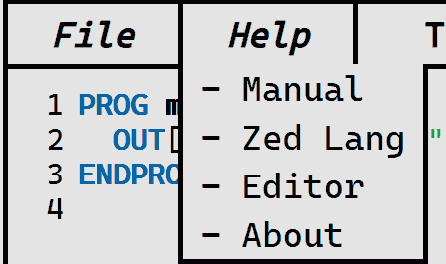 File Help T
1 PROG m
2 OUT[ "
3 ENDPRO
4
- Manual
- Zed Lang
- Editor
- About